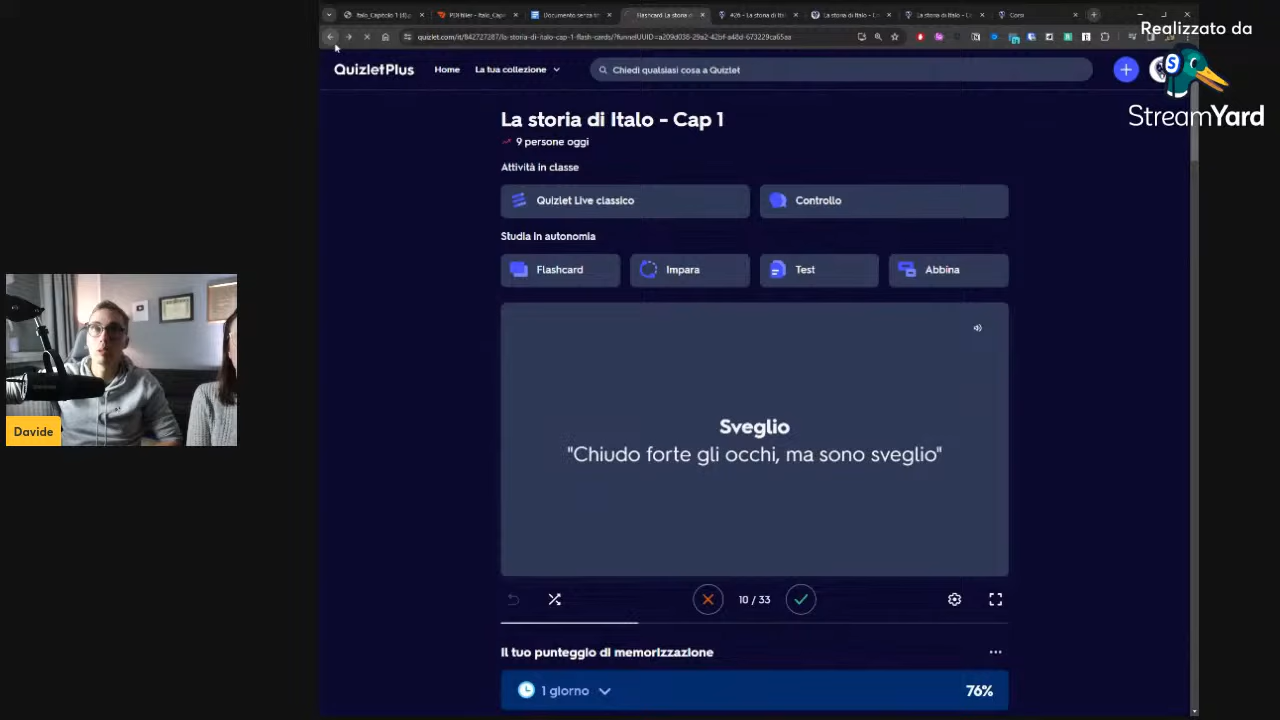 Realizzato da
StreamYard
QuizletPlus
Home
La tua collezione
Chiedi qualsiasi cosa a Quizlet
La storia di Italo - Cap 1
9 persone oggi
Attività in classe
Quizlet Live classico
Controllo
Studia in autonomia
Flashcard
Impara
Test
Abbina
Sveglio
"Chiudo forte gli occhi, ma sono sveglio"
10 / 33
Il tuo punteggio di memorizzazione
1 giorno
76%
Davide